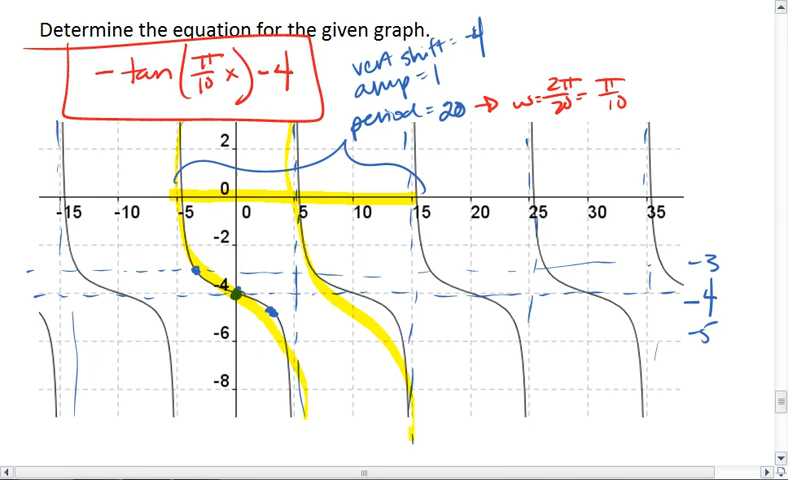 Determine the equation for the given graph.
- tan(π/10 x) - 4
vert shift = -4
amp = 1
period = 20 → w = 2π/20 = π/10
2
0
-15 -10 -5 0 5 10 15 20 25 30 35
-2
-3
-4
-4
-5
-6
-8